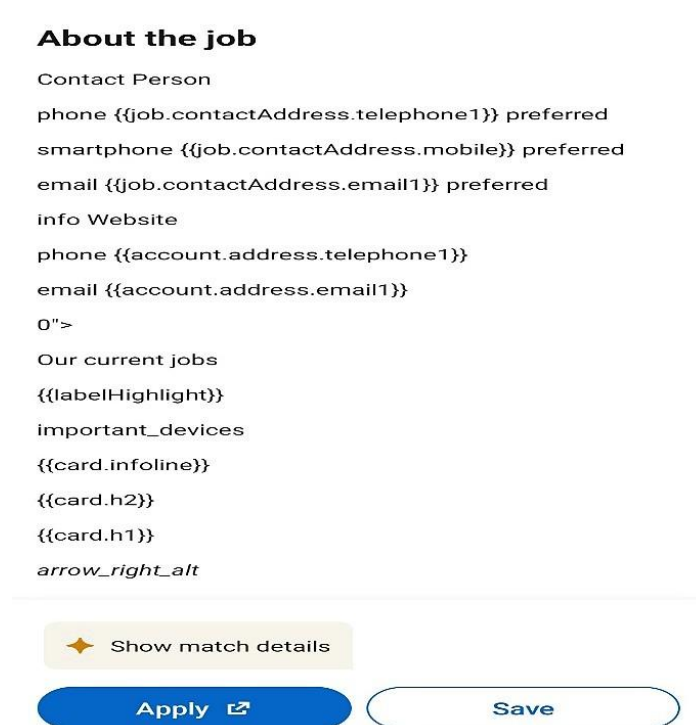 About the job
Contact Person
phone {{job.contactAddress.telephone1}} preferred
smartphone {{job.contactAddress.mobile}} preferred
email {{job.contactAddress.email1}} preferred
info Website
phone {{account.address.telephone1}}
email {{account.address.email1}}
0">
Our current jobs
{{labelHighlight}}
important_devices
{{card.infoline}}
{{card.h2}}
{{card.h1}}
arrow_right_alt
Show match details
Apply Save